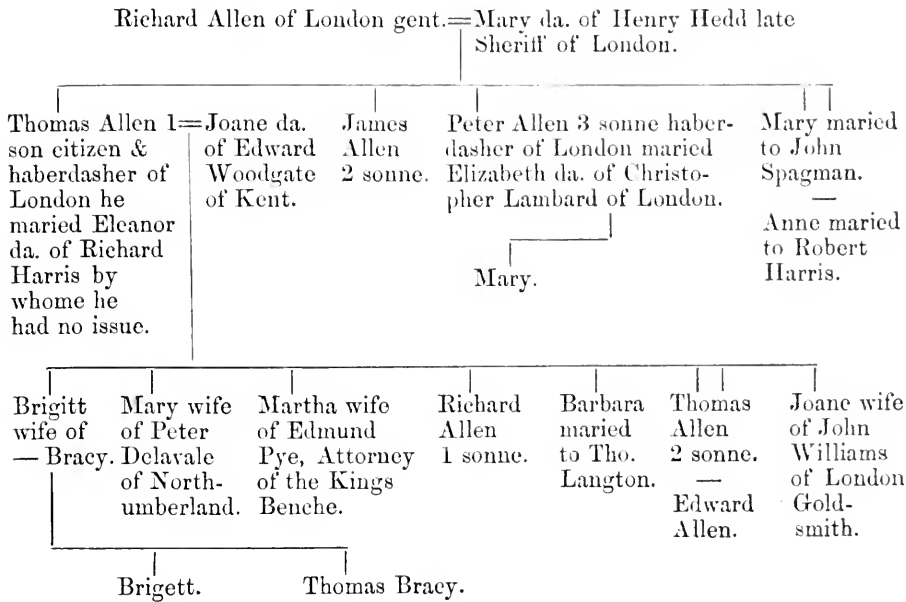 Richard Allen of London gent.=Mary da. of Henry Hedd late
Sheriff of London.
Thomas Allen 1=
son citizen &
haberdasher of
London he
maried Eleanor
da. of Richard
Harris by
whome he
had no issue.
Joane da.
of Edward
Woodgate
of Kent.
James
Allen
2 sonne.
Peter Allen 3 sonne haber-
dasher of London maried
Elizabeth da. of Christo-
pher Lambard of London.
Mary.
Mary maried
to John
Spagman.
—
Anne maried
to Robert
Harris.
Brigitt
wife of
— Bracy.
Mary wife
of Peter
Delavale
of North-
umberland.
Martha wife
of Edmund
Pye, Attorney
of the Kings
Benche.
Richard
Allen
1 sonne.
Barbara
maried
to Tho.
Langton.
Thomas
Allen
2 sonne.
—
Edward
Allen.
Joane wife
of John
Williams
of London
Gold-
smith.
Brigett.
Thomas Bracy.